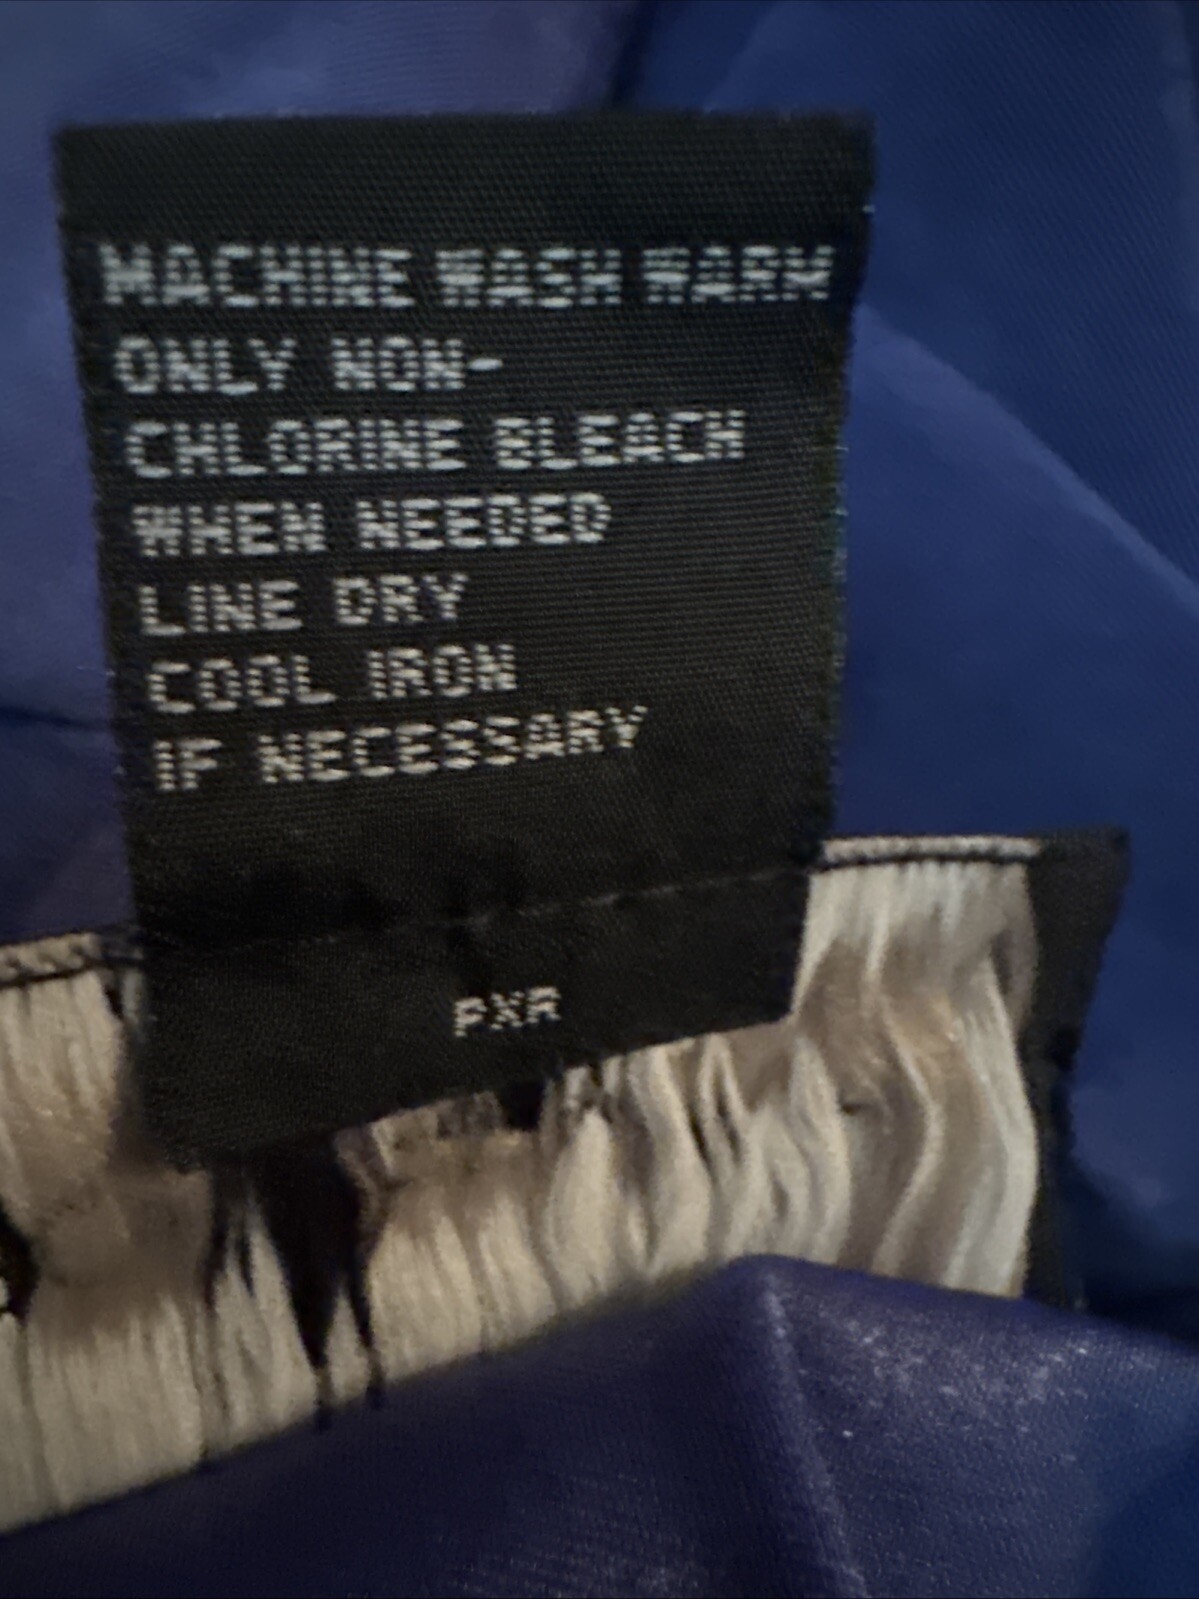 MACHINE WASH WARM
ONLY NON-
CHLORINE BLEACH
WHEN NEEDED
LINE DRY
COOL IRON
IF NECESSARY
PXR